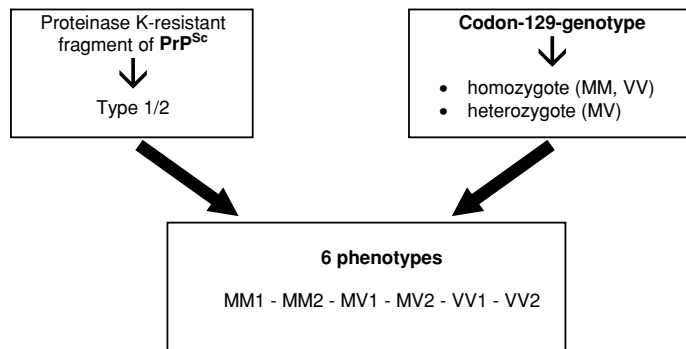 Proteinase K-resistant
fragment of PrPSc
Type 1/2
Codon-129-genotype
• homozygote (MM, VV)
• heterozygote (MV)
6 phenotypes
MM1 - MM2 - MV1 - MV2 - VV1 - VV2